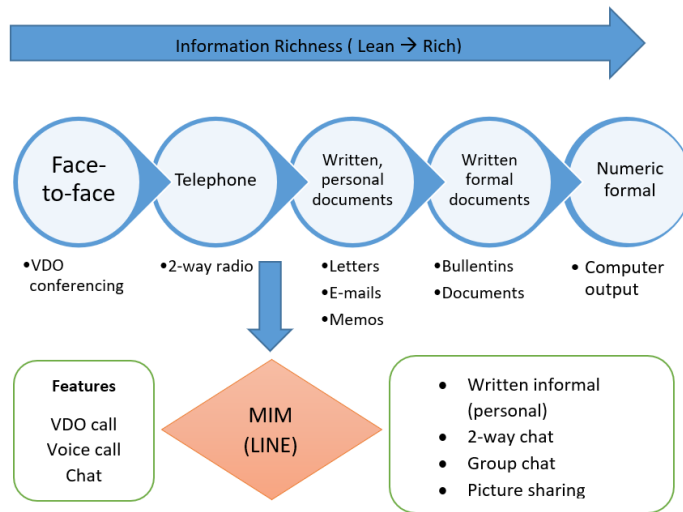 Information Richness ( Lean → Rich)
Face-
to-face
Telephone
Written,
personal
documents
Written
formal
documents
Numeric
formal
•VDO
conferencing
•2-way radio
•Letters
•E-mails
•Memos
•Bullentins
•Documents
• Computer
output
Features
VDO call
Voice call
Chat
MIM
(LINE)
• Written informal
(personal)
• 2-way chat
• Group chat
• Picture sharing